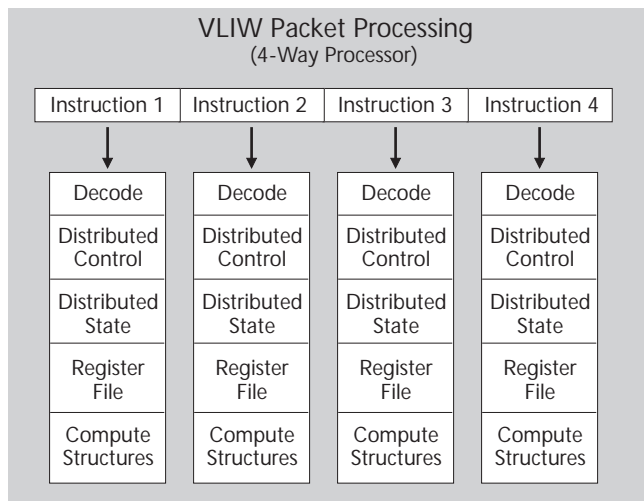 VLIW Packet Processing
(4-Way Processor)
Instruction 1 Instruction 2 Instruction 3 Instruction 4
Decode Decode Decode Decode
Distributed Distributed Distributed Distributed
Control Control Control Control
Distributed Distributed Distributed Distributed
State State State State
Register Register Register Register
File File File File
Compute Compute Compute Compute
Structures Structures Structures Structures